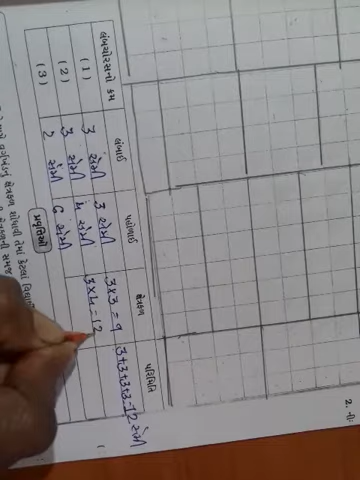 લંબચોરસનો ક્રમ લંબાઈ પહોળાઈ ક્ષેત્રફળ પરિમિતિ
(1) 3 સેમી 3 સેમી 3×3=9 3+3+3+3=12 સેમી
(2) 3 સેમી 4 સેમી 3×4=12
(3) 2 સેમી 6 સેમી
પ્રવૃત્તિઓ